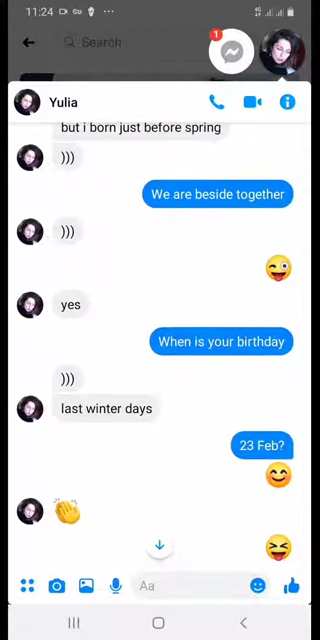 11:24
Search
1
Yulia
but i born just before spring
)))
We are beside together
)))
yes
When is your birthday
)))
last winter days
23 Feb?
Aa